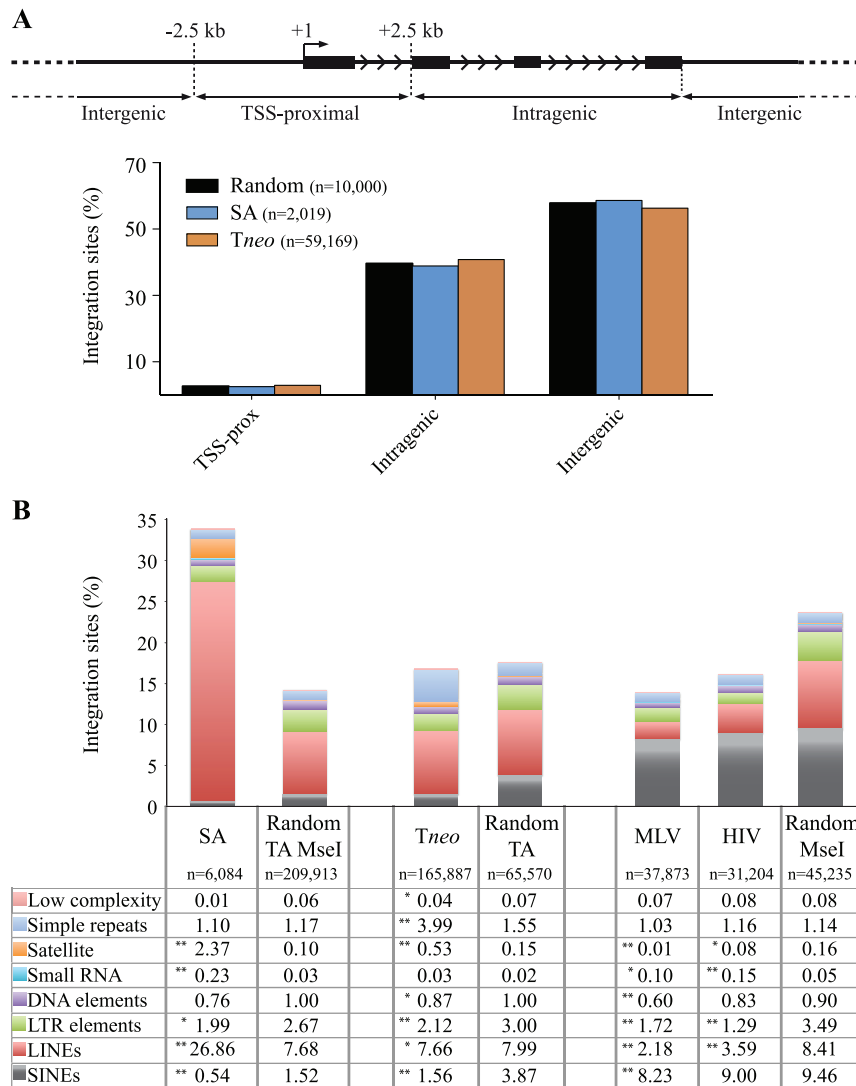 A
-2.5 kb +1 +2.5 kb
Intergenic TSS-proximal Intragenic Intergenic
Integration sites (%)
70
50
30
10
Random (n=10,000)
SA (n=2,019)
Tneo (n=59,169)
TSS-prox
Intragenic
Intergenic
B
Integration sites (%)
35
30
25
20
15
10
5
0
SA Random TA MseI Tneo Random TA MLV HIV Random MseI
n=6,084 n=209,913 n=165,887 n=65,570 n=37,873 n=31,204 n=45,235
Low complexity 0.01 0.06 * 0.04 0.07 0.07 0.08 0.08
Simple repeats 1.10 1.17 ** 3.99 1.55 1.03 1.16 1.14
Satellite ** 2.37 0.10 ** 0.53 0.15 ** 0.01 * 0.08 0.16
Small RNA ** 0.23 0.03 0.03 0.02 * 0.10 ** 0.15 0.05
DNA elements 0.76 1.00 * 0.87 1.00 ** 0.60 0.83 0.90
LTR elements * 1.99 2.67 ** 2.12 3.00 ** 1.72 ** 1.29 3.49
LINEs ** 26.86 7.68 * 7.66 7.99 ** 2.18 ** 3.59 8.41
SINEs ** 0.54 1.52 ** 1.56 3.87 ** 8.23 9.00 9.46